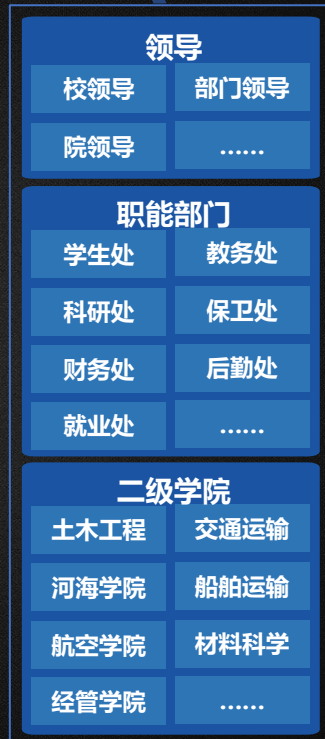 领导
校领导 部门领导
院领导 ……
职能部门
学生处 教务处
科研处 保卫处
财务处 后勤处
就业处 ……
二级学院
土木工程 交通运输
河海学院 船舶运输
航空学院 材料科学
经管学院 ……